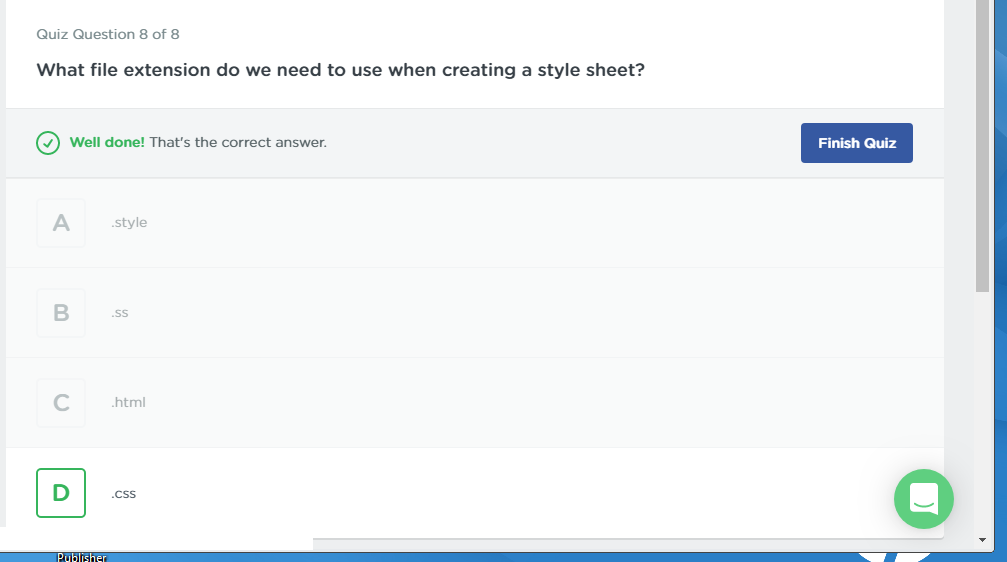 Quiz Question 8 of 8
What file extension do we need to use when creating a style sheet?
Well done! That's the correct answer.
Finish Quiz
A .style
B .ss
C .html
D .css
Publisher